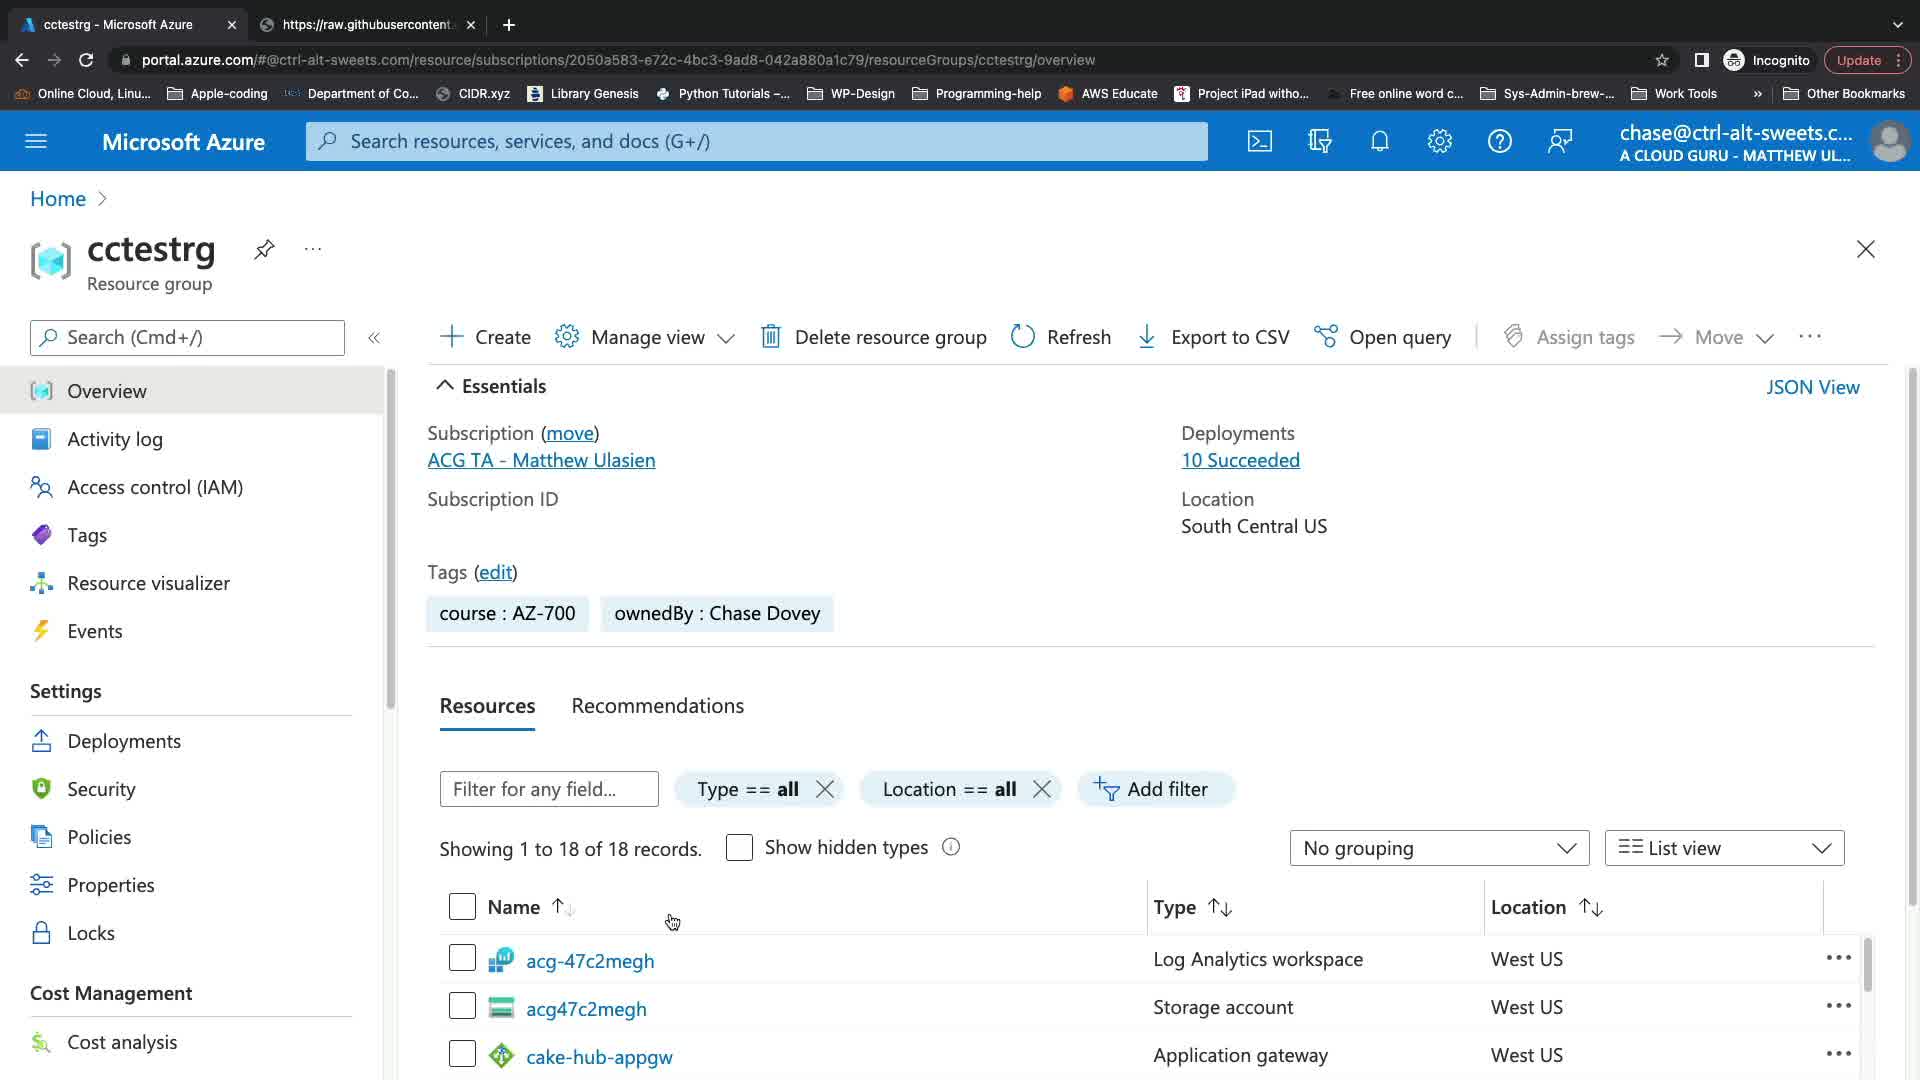 cctestrg - Microsoft Azure
https://raw.githubusercontent
portal.azure.com/#@ctrl-alt-sweets.com/resource/subscriptions/2050a583-e72c-4bc3-9ad8-042a880a1c79/resourceGroups/cctestrg/overview
Incognito
Update
Online Cloud, Linu...
Apple-coding
Department of Co...
CIDR.xyz
Library Genesis
Python Tutorials –...
WP-Design
Programming-help
AWS Educate
Project iPad witho...
Free online word c...
Sys-Admin-brew-...
Work Tools
»
Other Bookmarks
Microsoft Azure
Search resources, services, and docs (G+/)
chase@ctrl-alt-sweets.c...
A CLOUD GURU - MATTHEW UL...
Home >
cctestrg
...
Resource group
Search (Cmd+/)
«
Create
Manage view
Delete resource group
Refresh
Export to CSV
Open query
Assign tags
Move
...
Overview
Activity log
Access control (IAM)
Tags
Resource visualizer
Events
Settings
Deployments
Security
Policies
Properties
Locks
Cost Management
Cost analysis
Essentials
JSON View
Subscription (move)
ACG TA - Matthew Ulasien
Subscription ID
Deployments
10 Succeeded
Location
South Central US
Tags (edit)
course : AZ-700
ownedBy : Chase Dovey
Resources
Recommendations
Filter for any field...
Type == all
Location == all
Add filter
Showing 1 to 18 of 18 records.
Show hidden types
No grouping
List view
Name
Type
Location
acg-47c2megh
Log Analytics workspace
West US
...
acg47c2megh
Storage account
West US
...
cake-hub-appgw
Application gateway
West US
...